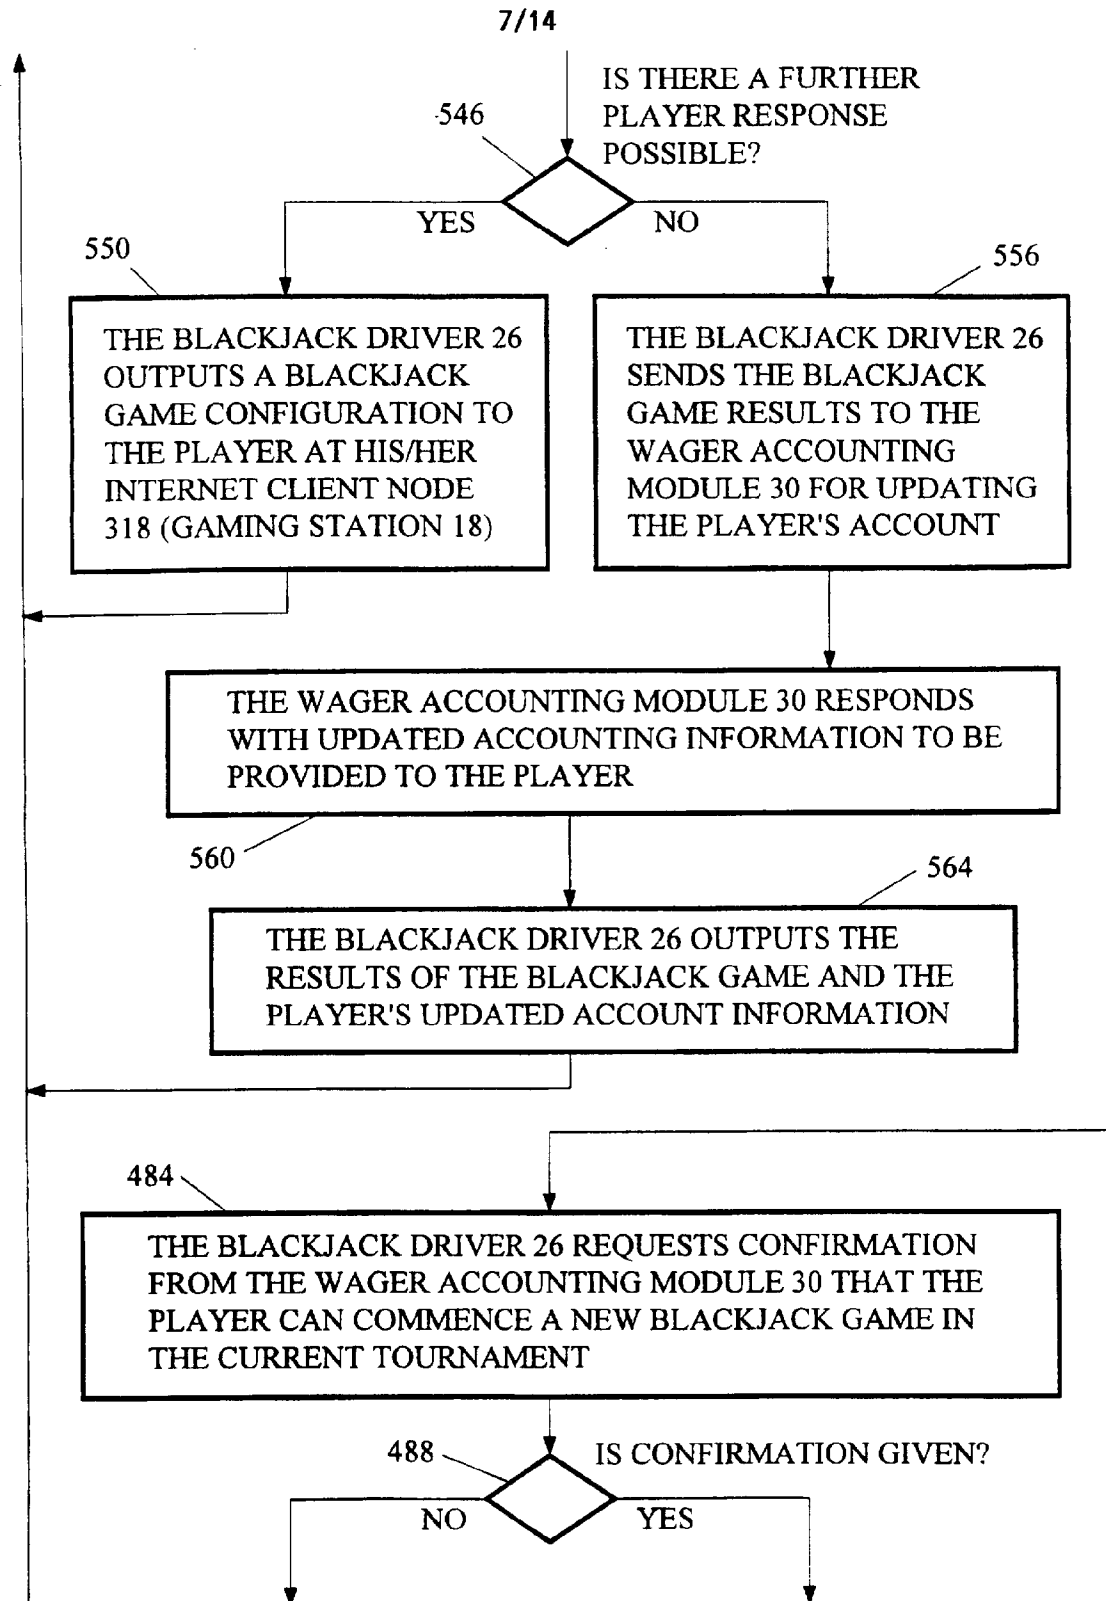 7/14
IS THERE A FURTHER
PLAYER RESPONSE
POSSIBLE?
546
YES
NO
550
556
THE BLACKJACK DRIVER 26
OUTPUTS A BLACKJACK
GAME CONFIGURATION TO
THE PLAYER AT HIS/HER
INTERNET CLIENT NODE
318 (GAMING STATION 18)
THE BLACKJACK DRIVER 26
SENDS THE BLACKJACK
GAME RESULTS TO THE
WAGER ACCOUNTING
MODULE 30 FOR UPDATING
THE PLAYER'S ACCOUNT
THE WAGER ACCOUNTING MODULE 30 RESPONDS
WITH UPDATED ACCOUNTING INFORMATION TO BE
PROVIDED TO THE PLAYER
560
564
THE BLACKJACK DRIVER 26 OUTPUTS THE
RESULTS OF THE BLACKJACK GAME AND THE
PLAYER'S UPDATED ACCOUNT INFORMATION
484
THE BLACKJACK DRIVER 26 REQUESTS CONFIRMATION
FROM THE WAGER ACCOUNTING MODULE 30 THAT THE
PLAYER CAN COMMENCE A NEW BLACKJACK GAME IN
THE CURRENT TOURNAMENT
488
IS CONFIRMATION GIVEN?
NO
YES